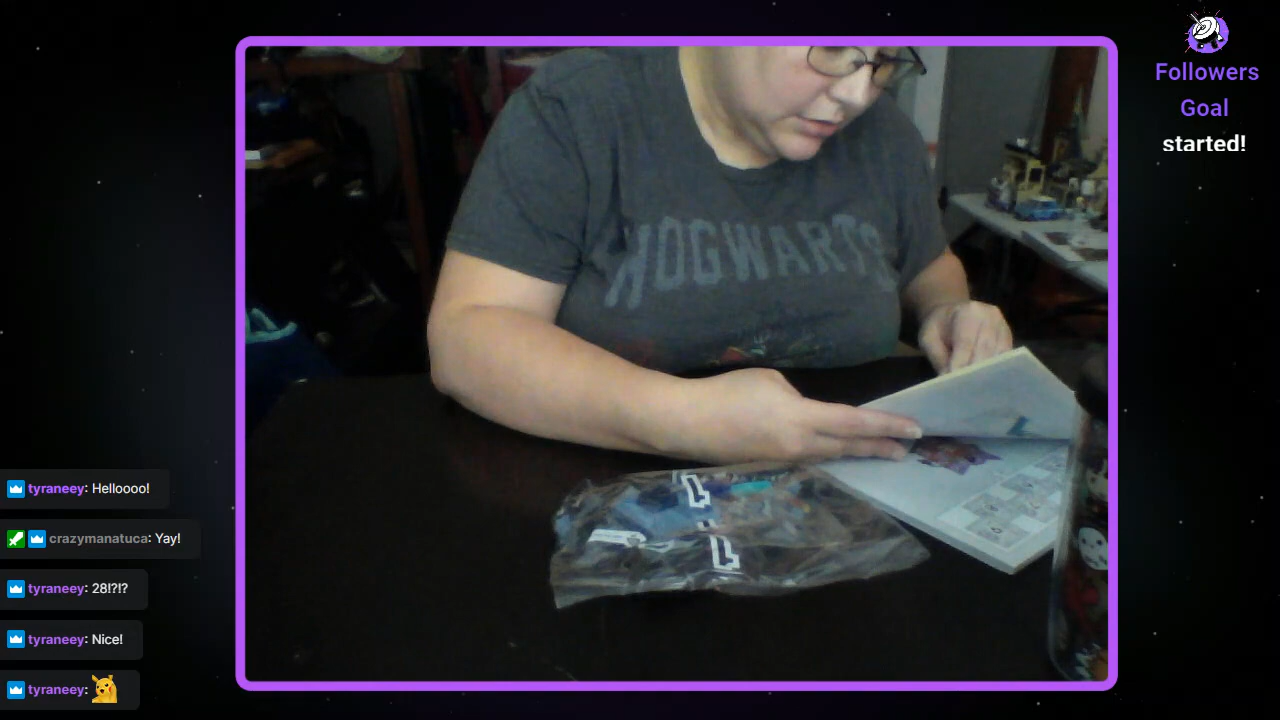 Followers
Goal
started!
HOGWARTS
tyraneey: Helloooo!
crazymanatuca: Yay!
tyraneey: 28!?!?
tyraneey: Nice!
tyraneey: